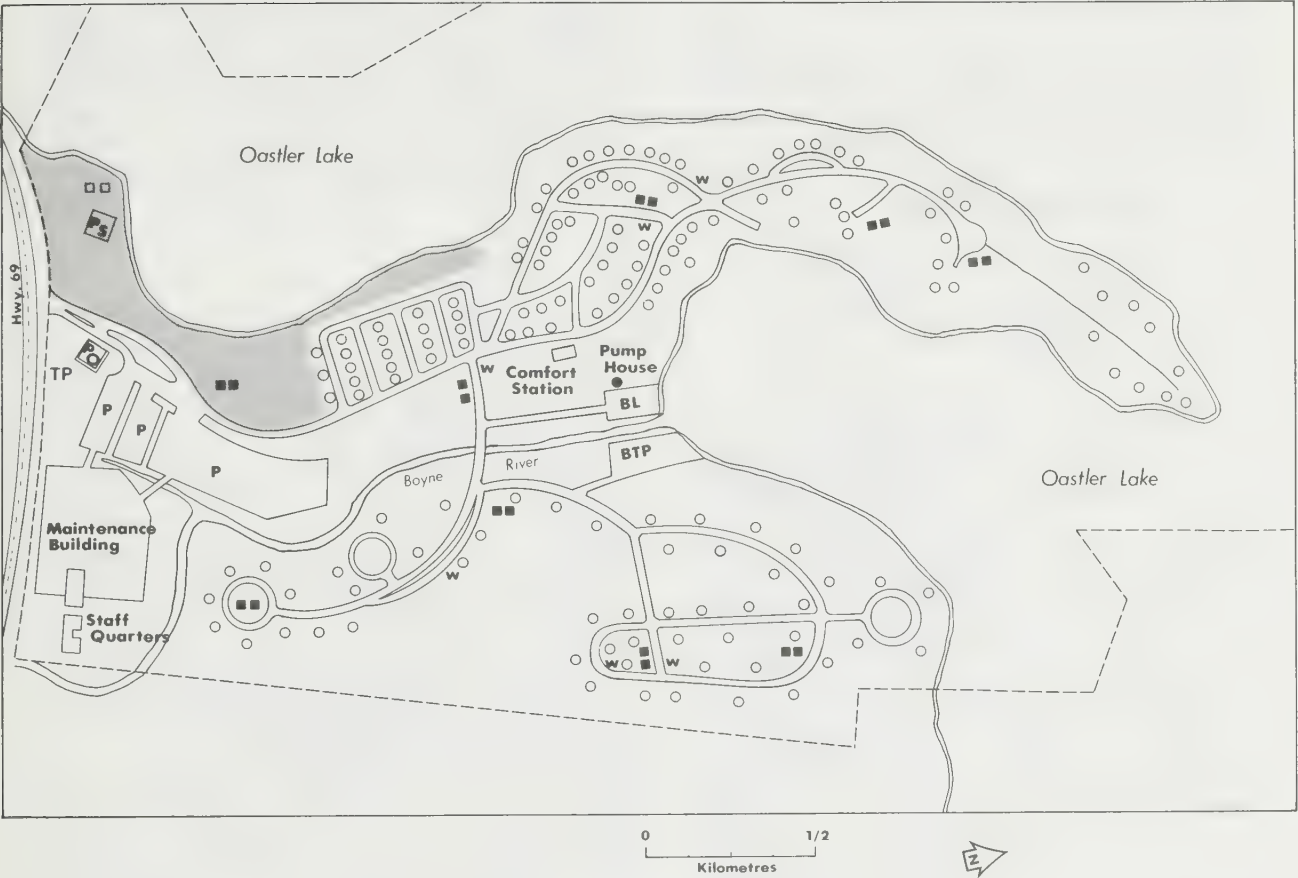 Oastler Lake
W
PS
W
Hwy. 69
PO
TP
W
Comfort
Station
Pump
House
BL
P
P
P
BTP
Boyne
River
Oastler Lake
Maintenance
Building
W
Staff
Quarters
W
W
0
1/2
Kilometres
N